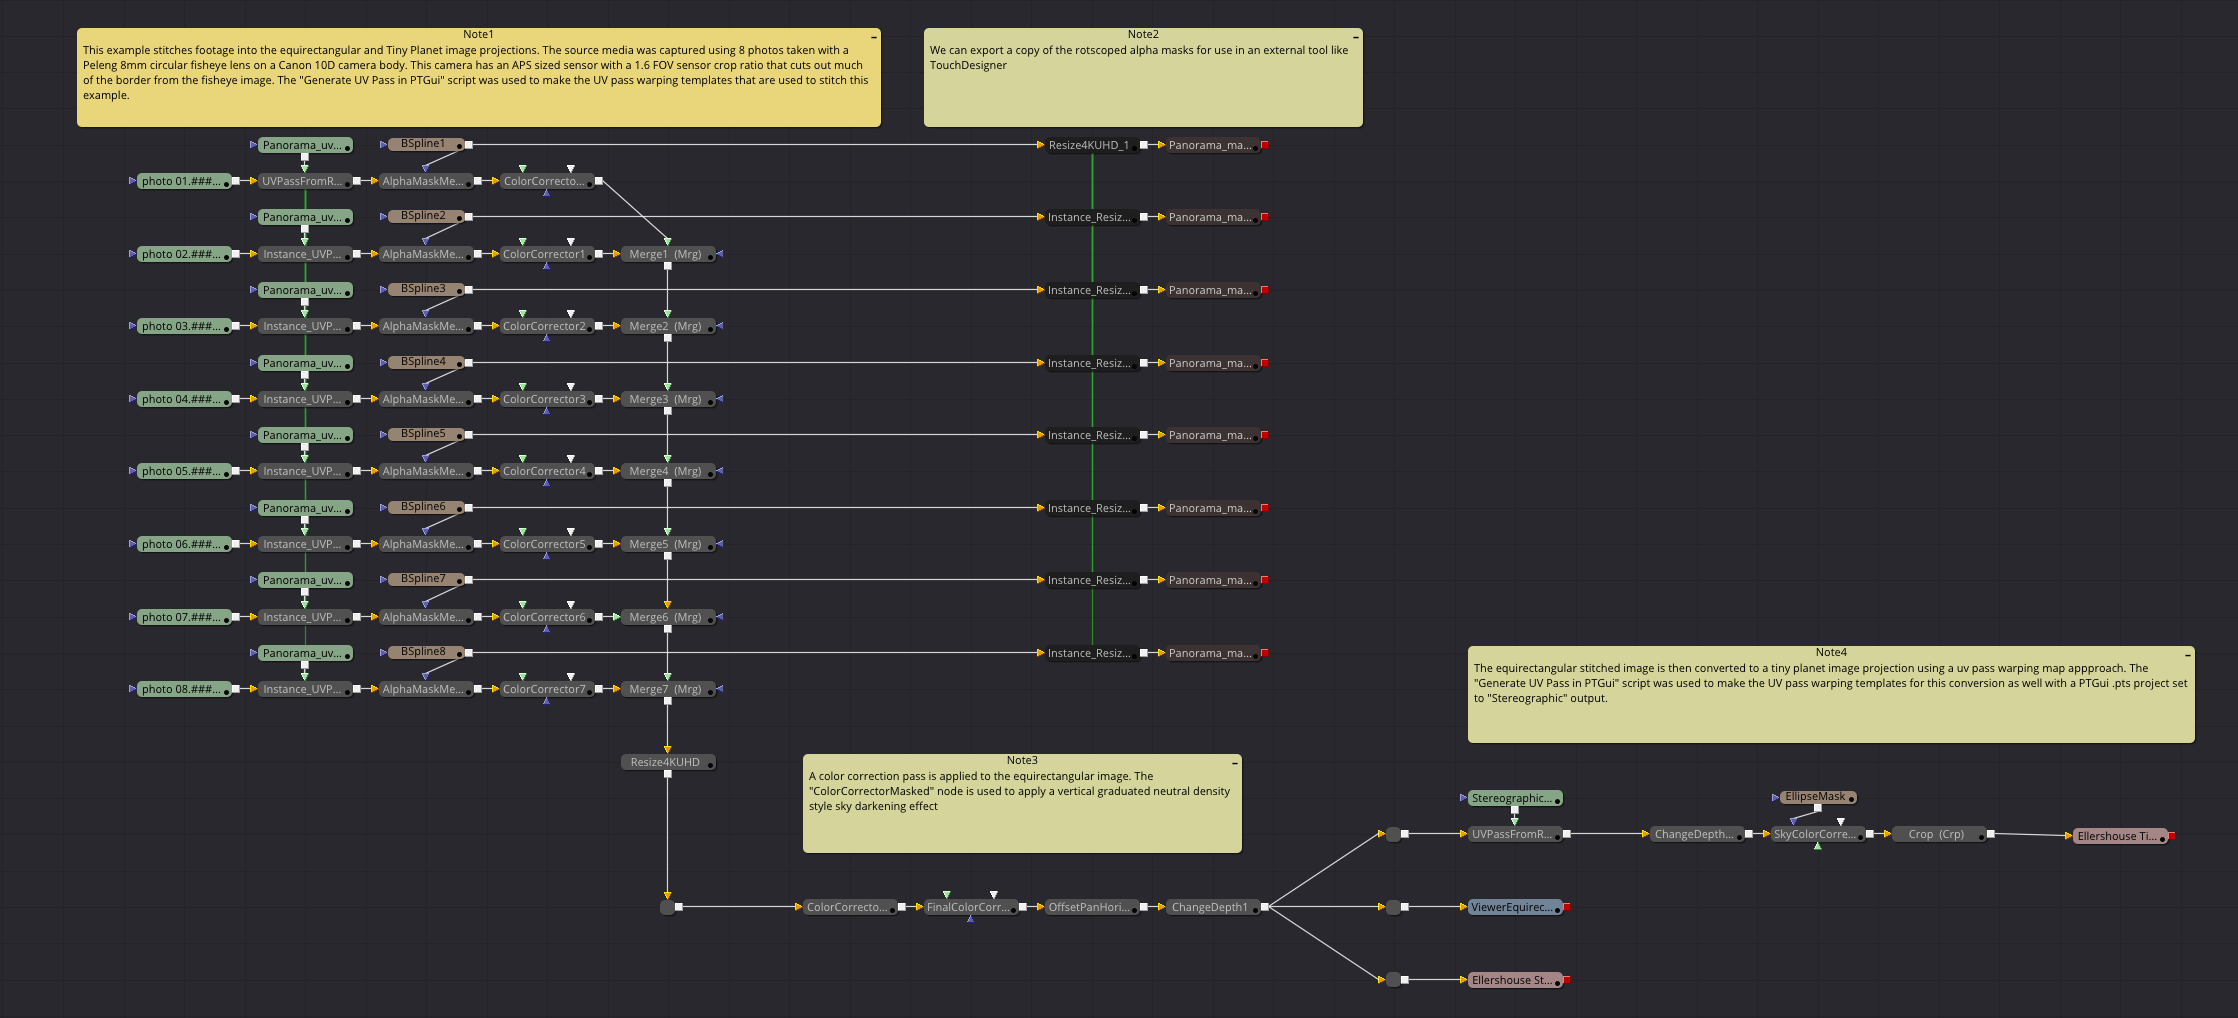 Note1
This example stitches footage into the equirectangular and Tiny Planet image projections. The source media was captured using 8 photos taken with a
Peleng 8mm circular fisheye lens on a Canon 10D camera body. This camera has an APS sized sensor with a 1.6 FOV sensor crop ratio that cuts out much
of the border from the fisheye image. The "Generate UV Pass in PTGui" script was used to make the UV pass warping templates that are used to stitch this
example.
Note2
We can export a copy of the rotscoped alpha masks for use in an external tool like
TouchDesigner
Panorama_uv... BSpline1 Resize4KUHD_1 Panorama_ma...
photo 01.###... UVPassFromR... AlphaMaskMe... ColorCorrecto...
Panorama_uv... BSpline2 Instance_Resiz... Panorama_ma...
photo 02.###... Instance_UVP... AlphaMaskMe... ColorCorrector1 Merge1 (Mrg)
Panorama_uv... BSpline3 Instance_Resiz... Panorama_ma...
photo 03.###... Instance_UVP... AlphaMaskMe... ColorCorrector2 Merge2 (Mrg)
Panorama_uv... BSpline4 Instance_Resiz... Panorama_ma...
photo 04.###... Instance_UVP... AlphaMaskMe... ColorCorrector3 Merge3 (Mrg)
Panorama_uv... BSpline5 Instance_Resiz... Panorama_ma...
photo 05.###... Instance_UVP... AlphaMaskMe... ColorCorrector4 Merge4 (Mrg)
Panorama_uv... BSpline6 Instance_Resiz... Panorama_ma...
photo 06.###... Instance_UVP... AlphaMaskMe... ColorCorrector5 Merge5 (Mrg)
Panorama_uv... BSpline7 Instance_Resiz... Panorama_ma...
photo 07.###... Instance_UVP... AlphaMaskMe... ColorCorrector6 Merge6 (Mrg)
Panorama_uv... BSpline8 Instance_Resiz... Panorama_ma...
photo 08.###... Instance_UVP... AlphaMaskMe... ColorCorrector7 Merge7 (Mrg)
Note4
The equirectangular stitched image is then converted to a tiny planet image projection using a uv pass warping map appproach. The
"Generate UV Pass in PTGui" script was used to make the UV pass warping templates for this conversion as well with a PTGui .pts project set
to "Stereographic" output.
Resize4KUHD
Note3
A color correction pass is applied to the equirectangular image. The
"ColorCorrectorMasked" node is used to apply a vertical graduated neutral density
style sky darkening effect
Stereographic... EllipseMask
UVPassFromR... ChangeDepth... SkyColorCorre... Crop (Crp) Ellershouse Ti...
ColorCorrecto... FinalColorCorr... OffsetPanHori... ChangeDepth1 ViewerEquirec...
Ellershouse St...